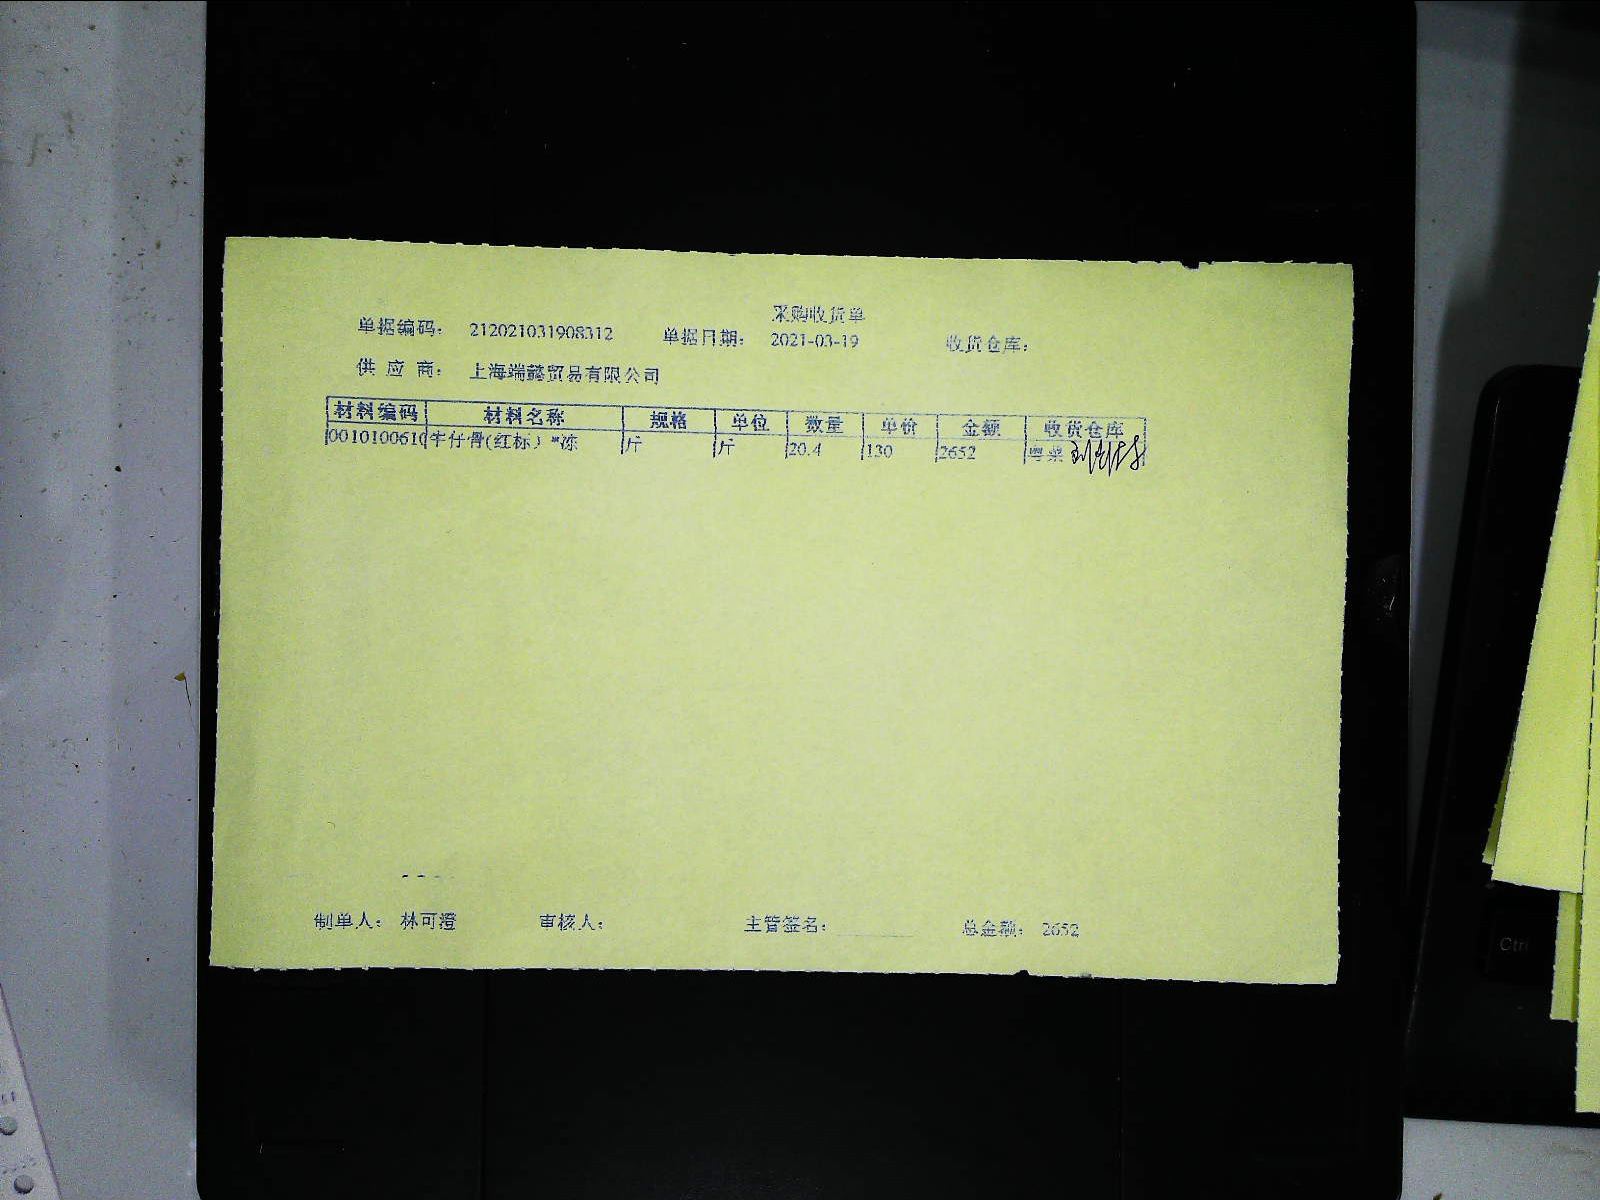 采购收货单
单据编码： 212021031908312 单据日期： 2021-03-19 收货仓库：
供 应 商： 上海端懿贸易有限公司
材料编码 材料名称 规格 单位 数量 单价 金额 收货仓库
0010100610 牛仔骨(红标) *冻 斤 斤 20.4 130 2652 粤菜
制单人： 林可澄 审核人： 主管签名： 总金额： 2652
Ctrl